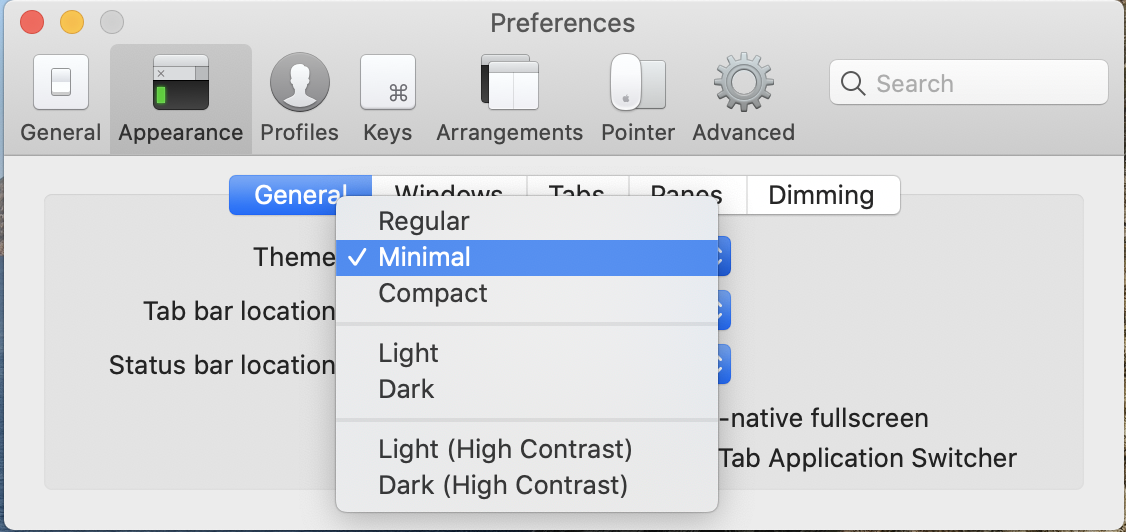 Preferences
General Appearance Profiles Keys Arrangements Pointer Advanced
Search
General Windows Tabs Panes Dimming
Regular
Theme ✓ Minimal
Compact
Tab bar location
Light
Status bar location
Dark
-native fullscreen
Light (High Contrast)
Tab Application Switcher
Dark (High Contrast)